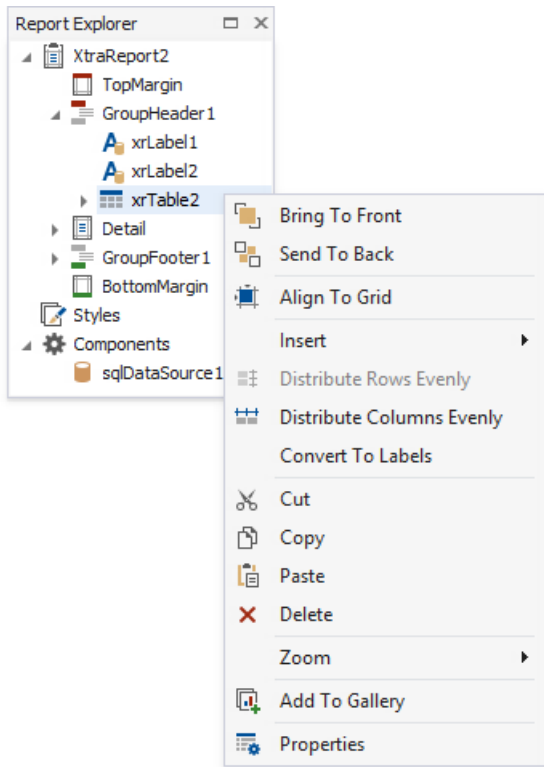 Report Explorer
XtraReport2
TopMargin
GroupHeader1
xrLabel1
xrLabel2
xrTable2
Detail
GroupFooter1
BottomMargin
Styles
Components
sqlDataSource1
Bring To Front
Send To Back
Align To Grid
Insert
Distribute Rows Evenly
Distribute Columns Evenly
Convert To Labels
Cut
Copy
Paste
Delete
Zoom
Add To Gallery
Properties